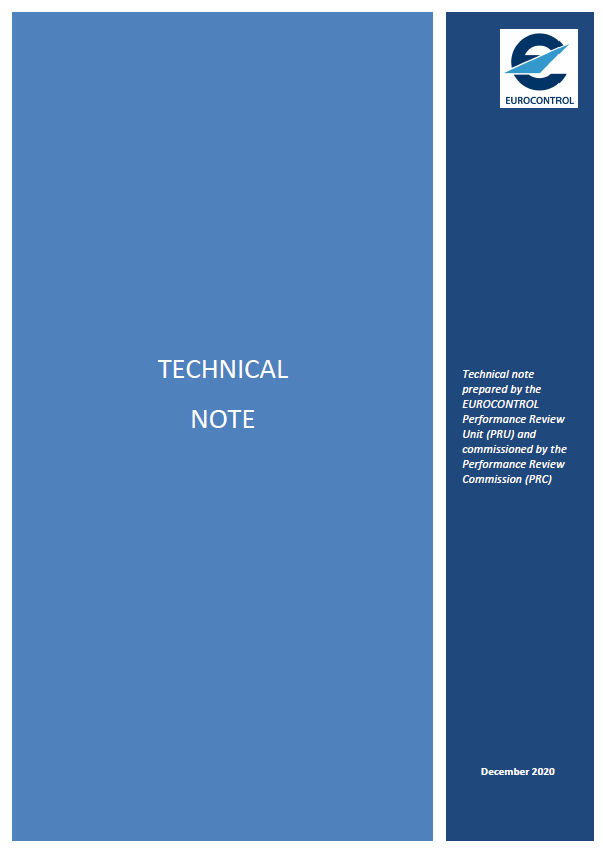 EUROCONTROL
TECHNICAL
NOTE
Technical note
prepared by the
EUROCONTROL
Performance Review
Unit (PRU) and
commissioned by the
Performance Review
Commission (PRC)
December 2020